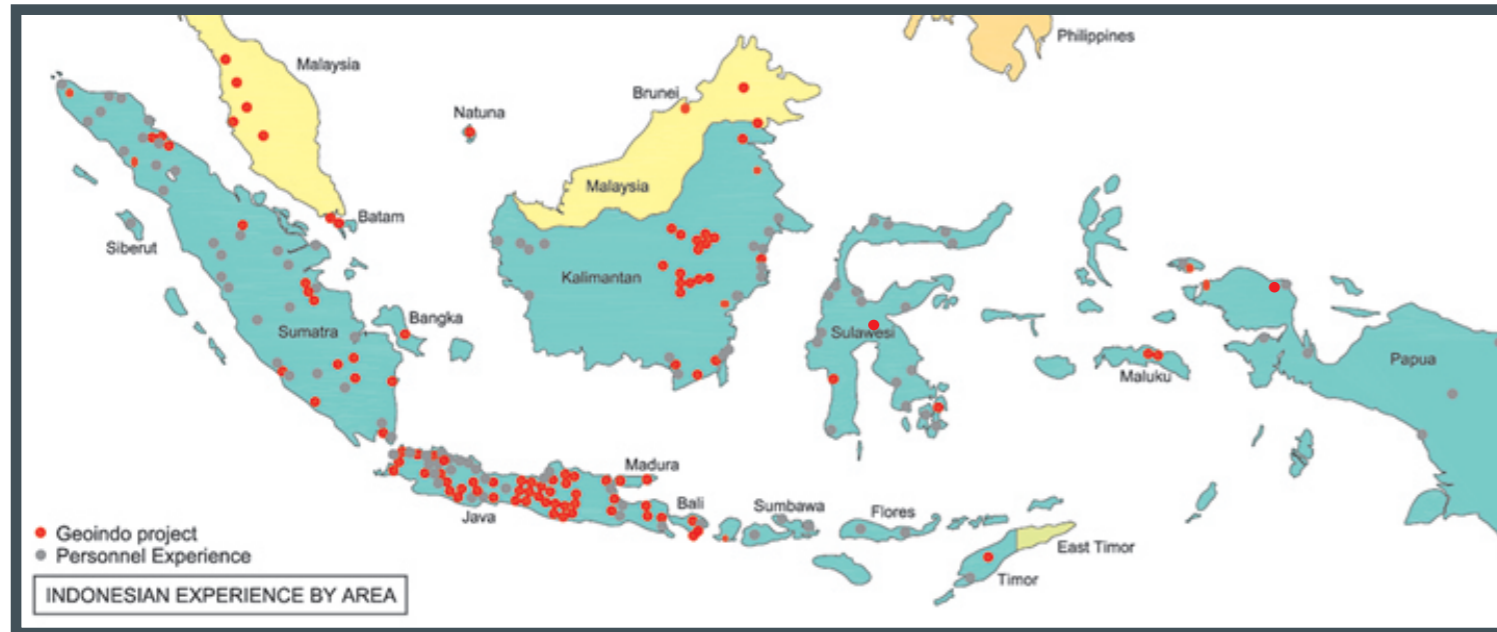 Philippines
Malaysia
Brunei
Natuna
Malaysia
Batam
Siberut
Kalimantan
Bangka
Sumatra
Sulawesi
Papua
Maluku
Madura
Bali
Sumbawa
Flores
Java
East Timor
Timor
Geoindo project
Personnel Experience
INDONESIAN EXPERIENCE BY AREA